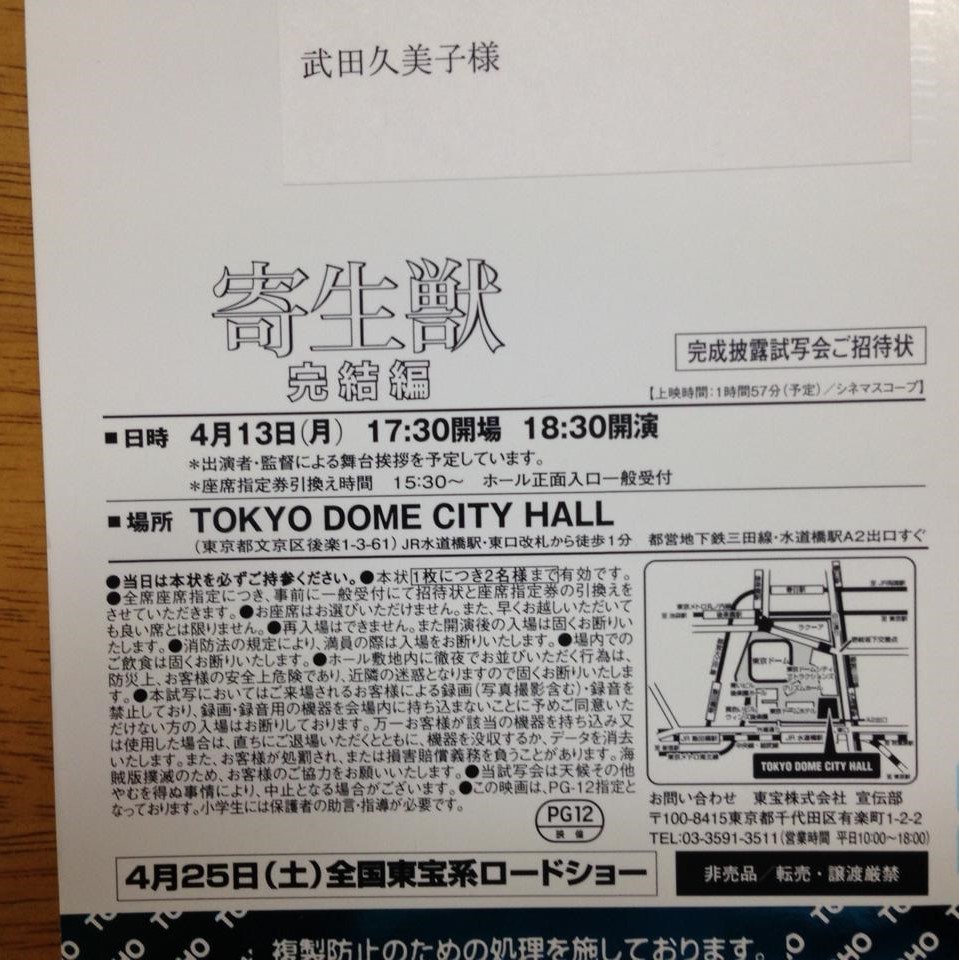 武田久美子様
寄生獣
完結編
完成披露試写会ご招待状
【上映時間:1時間57分(予定)/シネマスコープ】
■日時 4月13日(月) 17:30開場 18:30開演
*出演者・監督による舞台挨拶を予定しています。
*座席指定券引換え時間 15:30〜 ホール正面入口一般受付
■場所 TOKYO DOME CITY HALL
(東京都文京区後楽1-3-61) JR水道橋駅・東口改札から徒歩1分 都営地下鉄三田線・水道橋駅A2出口すぐ
●当日は本状を必ずご持参ください。●本状1枚につき2名様まで有効です。
●全席座席指定につき、事前に一般受付にて招待状と座席指定券の引換えを
させていただきます。●お座席はお選びいただけません。また、早くお越しいただいて
も良い席とは限りません。●再入場はできません。また開演後の入場は固くお断りい
たします。●消防法の規定により、満員の際は入場をお断りいたします。●場内での
ご飲食は固くお断りいたします。●ホール敷地内に徹夜でお並びいただく行為は、
防災上、お客様の安全上危険であり、近隣の迷惑となりますので固くお断りいたしま
す。●本試写においてはご来場されるお客様による録画(写真撮影含む)・録音を
禁止しており、録画・録音用の機器を会場内に持ち込まないことに予めご同意いた
だけない方の入場はお断りしております。万一お客様が該当の機器を持ち込み又
は使用した場合は、直ちにご退場いただくとともに、機器を没収するか、データを消去
いたします。また、お客様が処罰され、または損害賠償義務を負うことがあります。海
賊版撲滅のため、お客様のご協力をお願いいたします。●当試写会は天候その他
やむを得ぬ事情により、中止となる場合がございます。●この映画は、PG-12指定と
なっております。小学生には保護者の助言・指導が必要です。
PG12
映倫
東京ドーム
ラクーア
春日駅
後楽園駅
A2出口
JR 水道橋駅
TOKYO DOME CITY HALL
お問い合わせ 東宝株式会社 宣伝部
〒100-8415東京都千代田区有楽町1-2-2
TEL:03-3591-3511(営業時間 平日10:00〜18:00)
4月25日(土)全国東宝系ロードショー
非売品/転売・譲渡厳禁
複製防止のための処理を施しております。